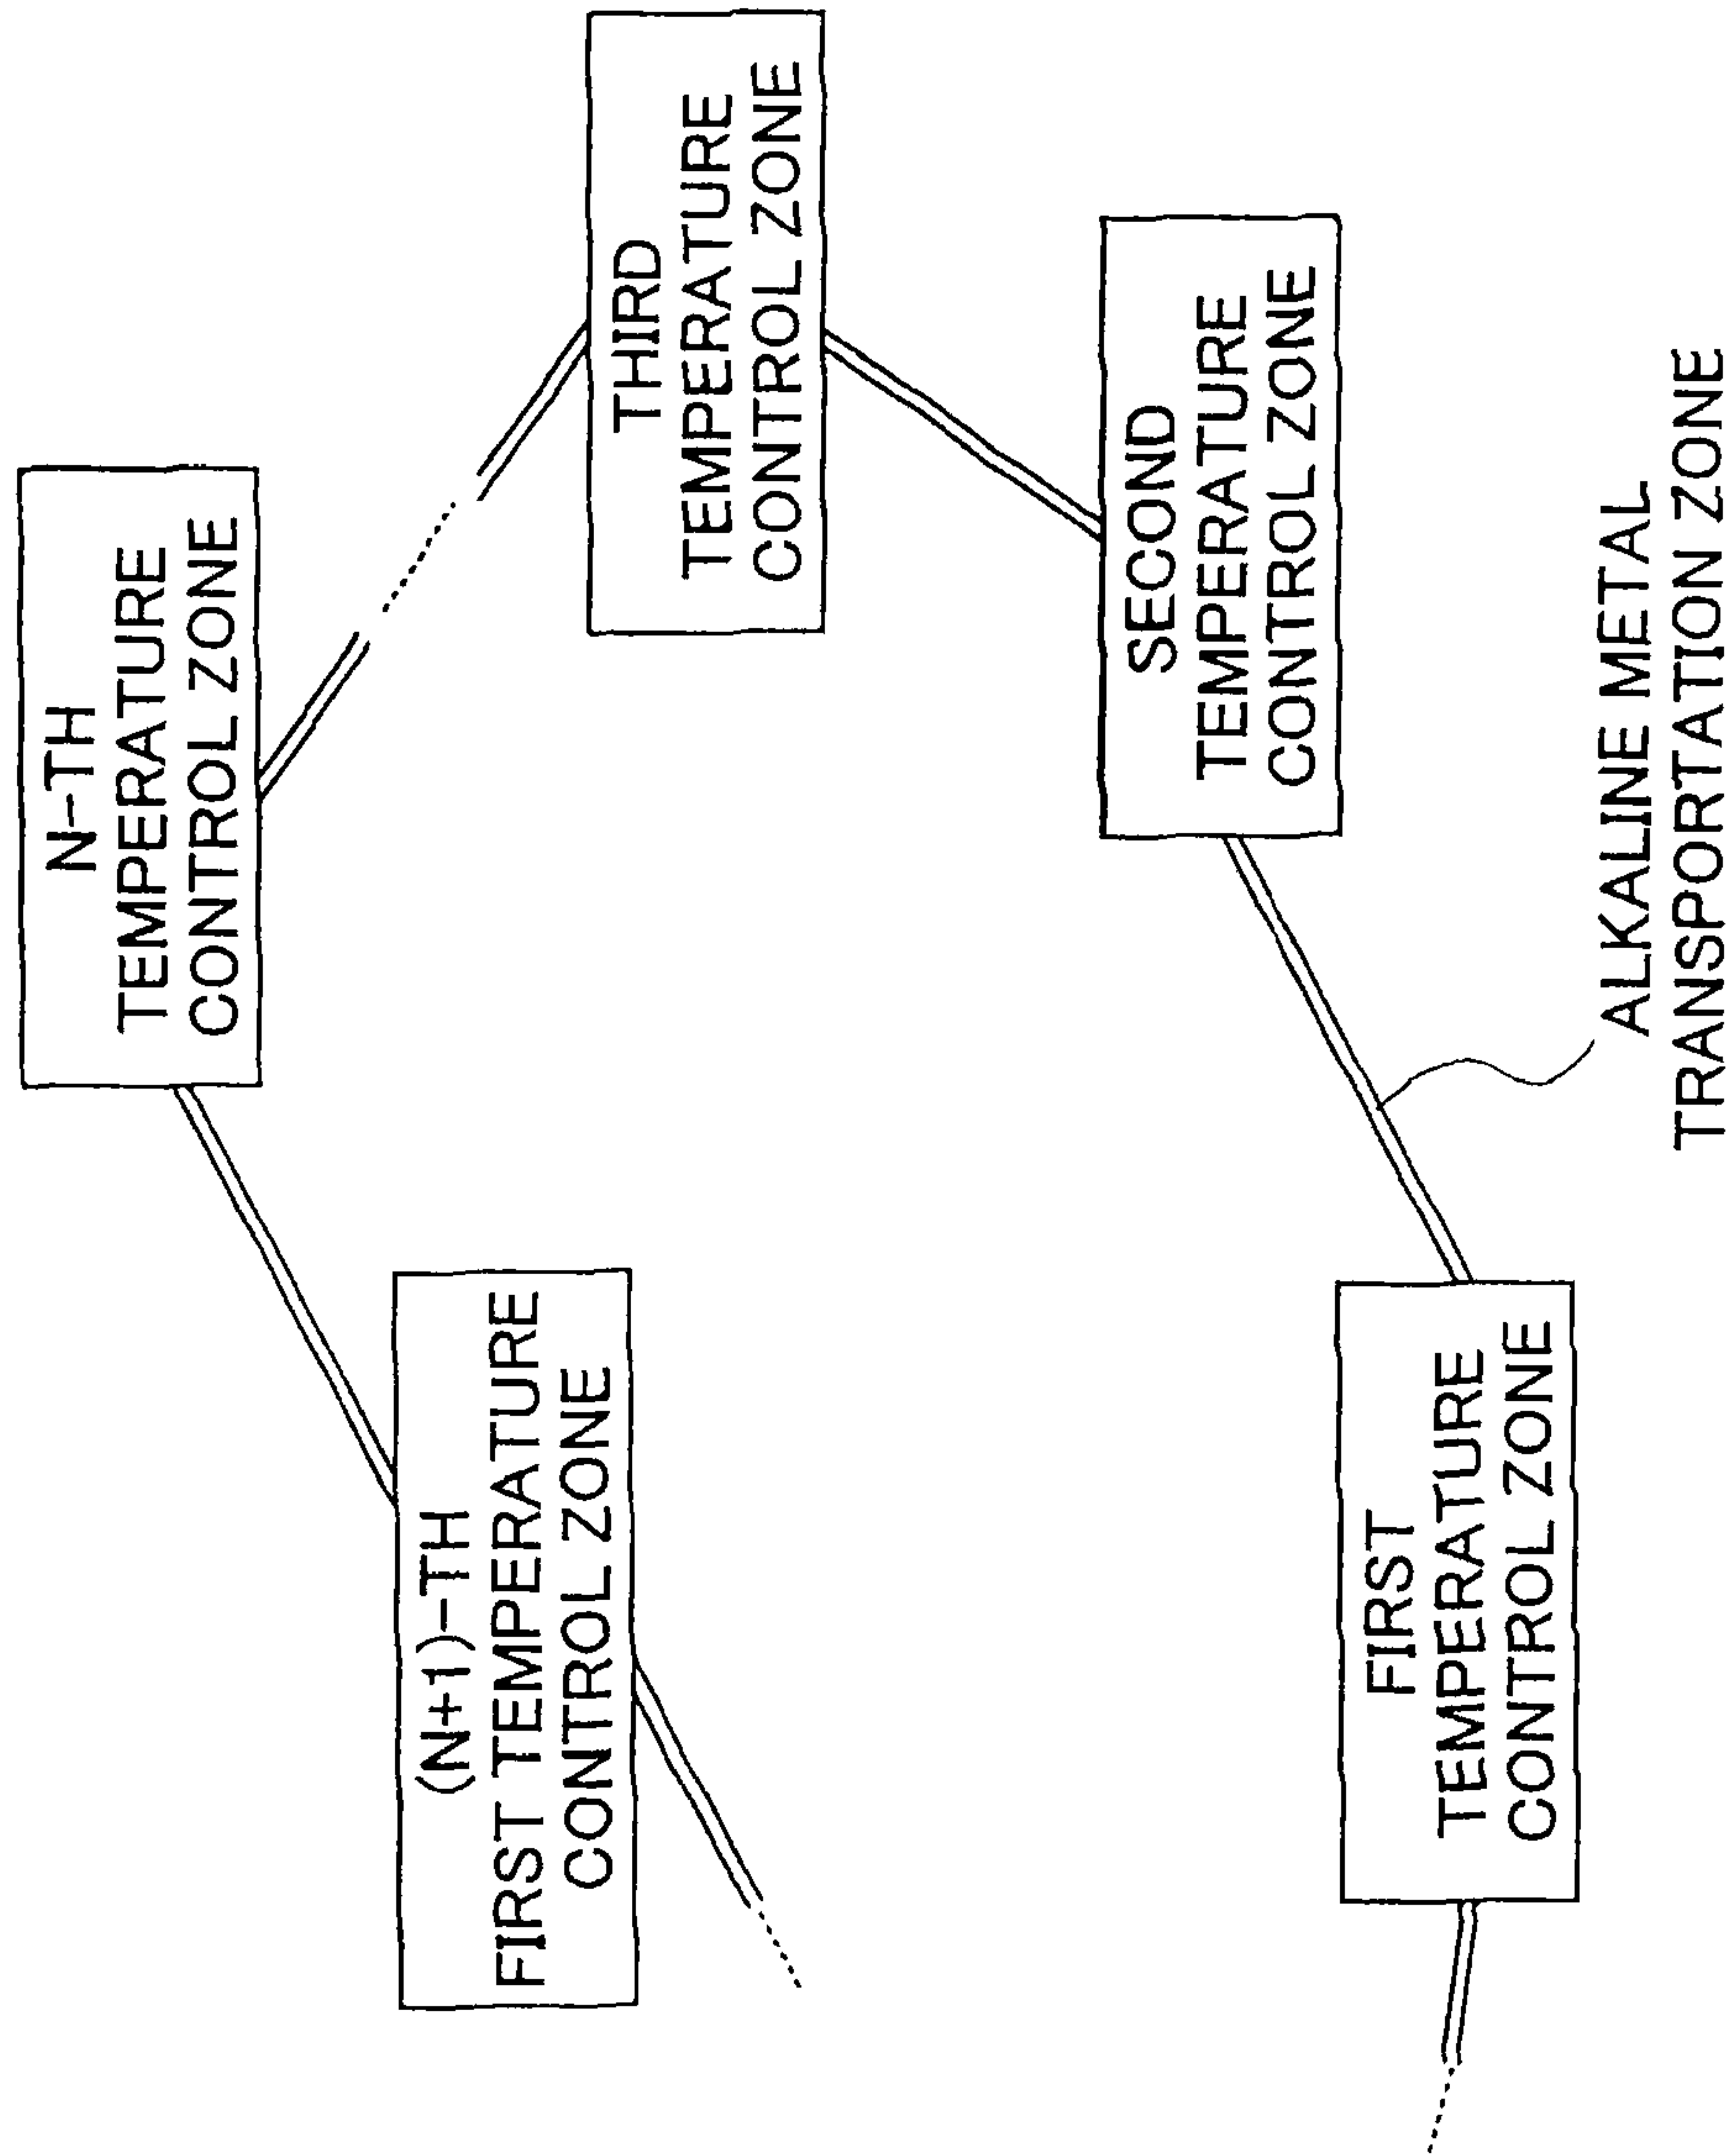 N-TH
TEMPERATURE
CONTROL ZONE
(N+1)-TH
FIRST TEMPERATURE
CONTROL ZONE
THIRD
TEMPERATURE
CONTROL ZONE
SECOND
TEMPERATURE
CONTROL ZONE
FIRST
TEMPERATURE
CONTROL ZONE
ALKALINE METAL
TRANSPORTATION ZONE